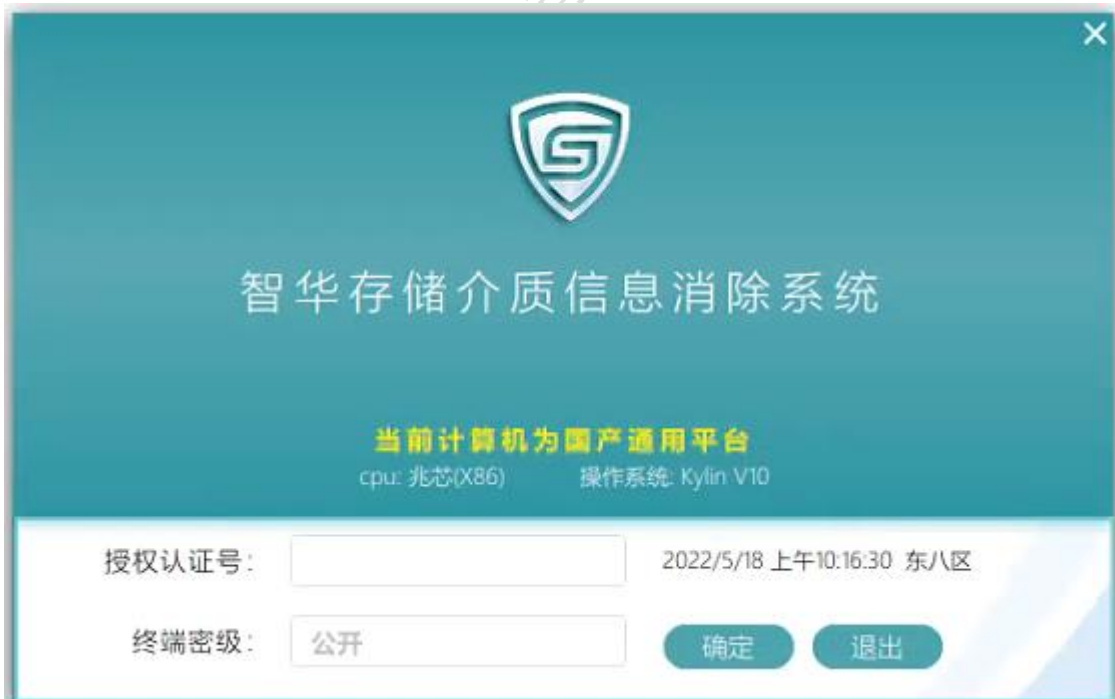 智华存储介质信息消除系统
当前计算机为国产通用平台
cpu: 兆芯(X86) 操作系统: Kylin V10
授权认证号: 2022/5/18 上午10:16:30 东八区
终端密级: 公开 确定 退出